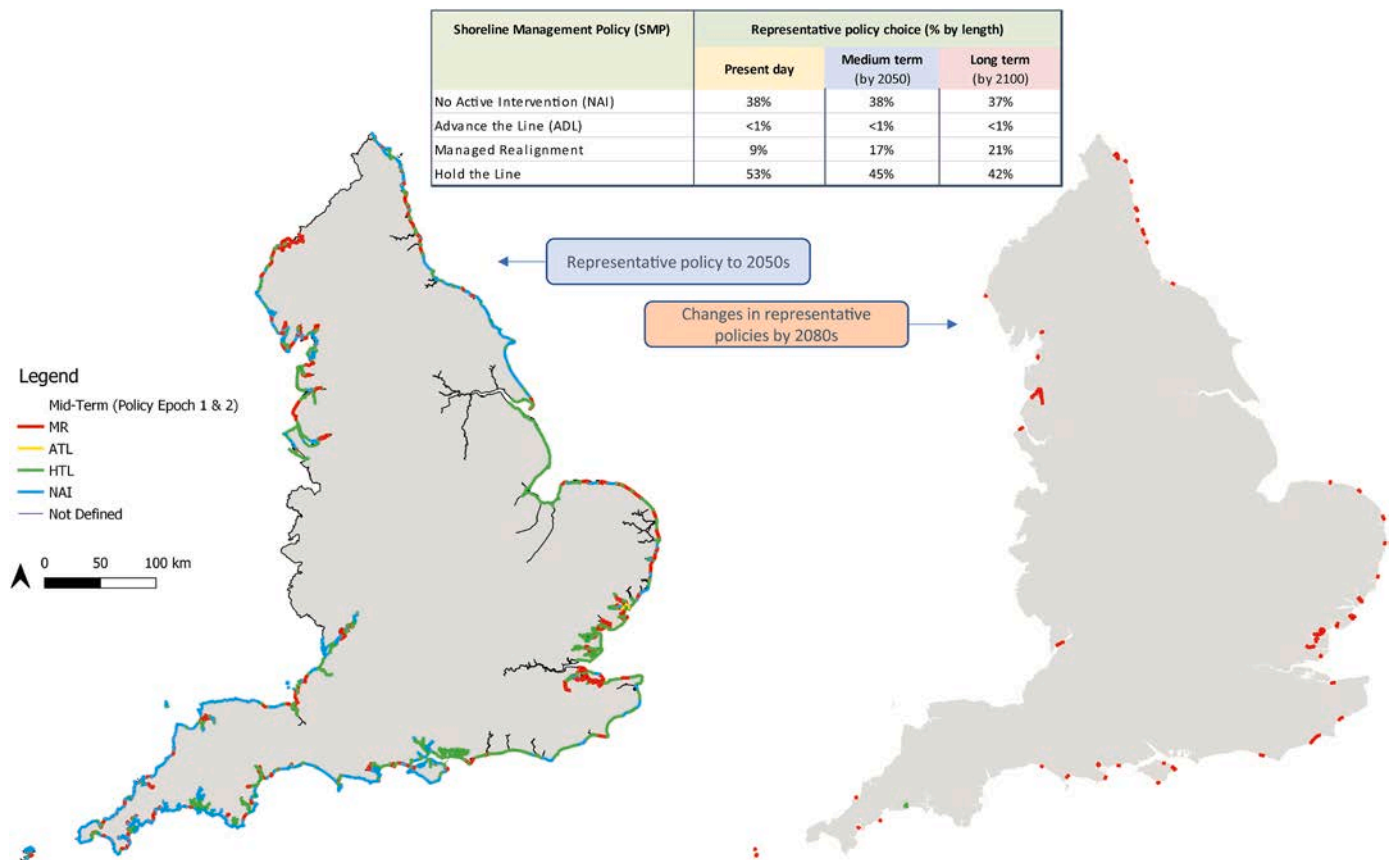 Shoreline Management Policy (SMP)
Representative policy choice (% by length)
Present day
Medium term
(by 2050)
Long term
(by 2100)
No Active Intervention (NAI) 38% 38% 37%
Advance the Line (ADL) <1% <1% <1%
Managed Realignment 9% 17% 21%
Hold the Line 53% 45% 42%
Representative policy to 2050s
Changes in representative
policies by 2080s
Legend
Mid-Term (Policy Epoch 1 & 2)
MR
ATL
HTL
NAI
Not Defined
0 50 100 km